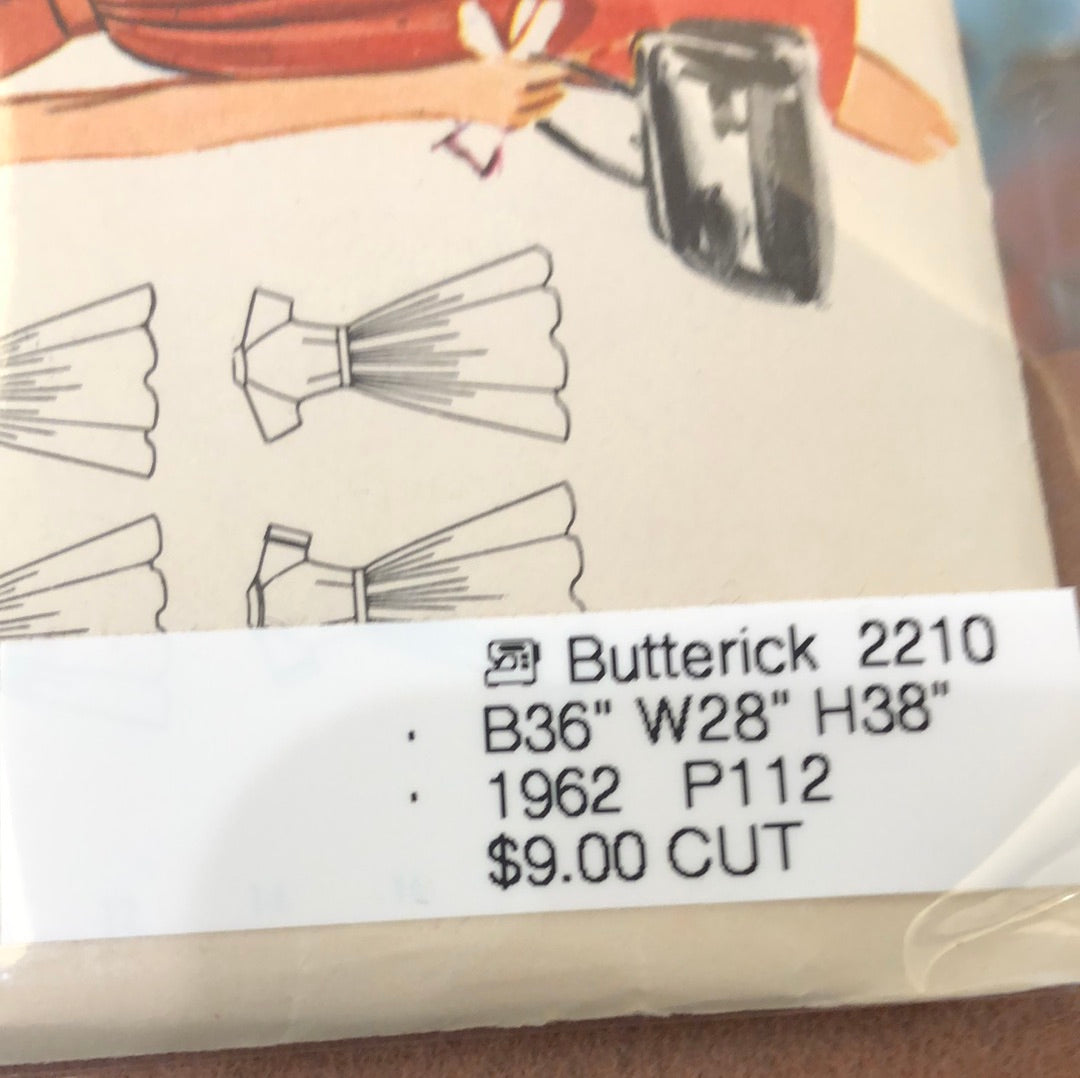 Butterick 2210
B36" W28" H38"
1962 P112
$9.00 CUT